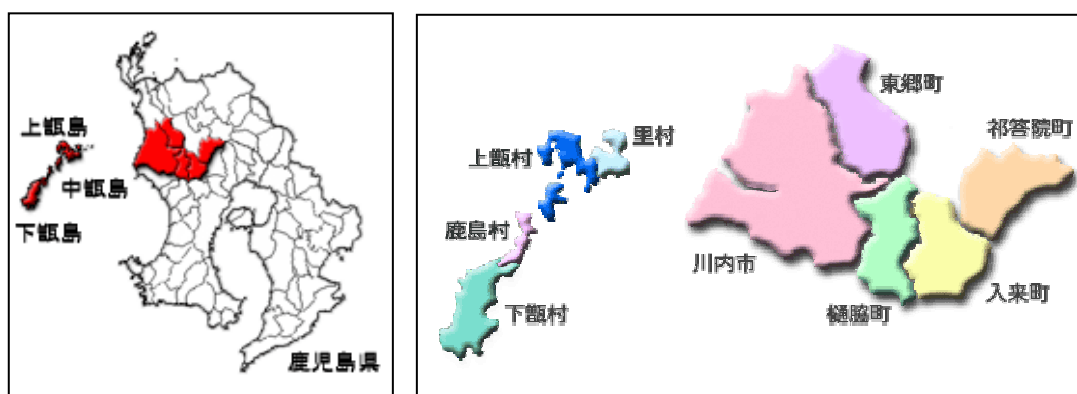 上甑島
中甑島
下甑島
鹿児島県
東郷町
祁答院町
里村
上甑村
鹿島村
川内市
下甑村
樋脇町
入来町